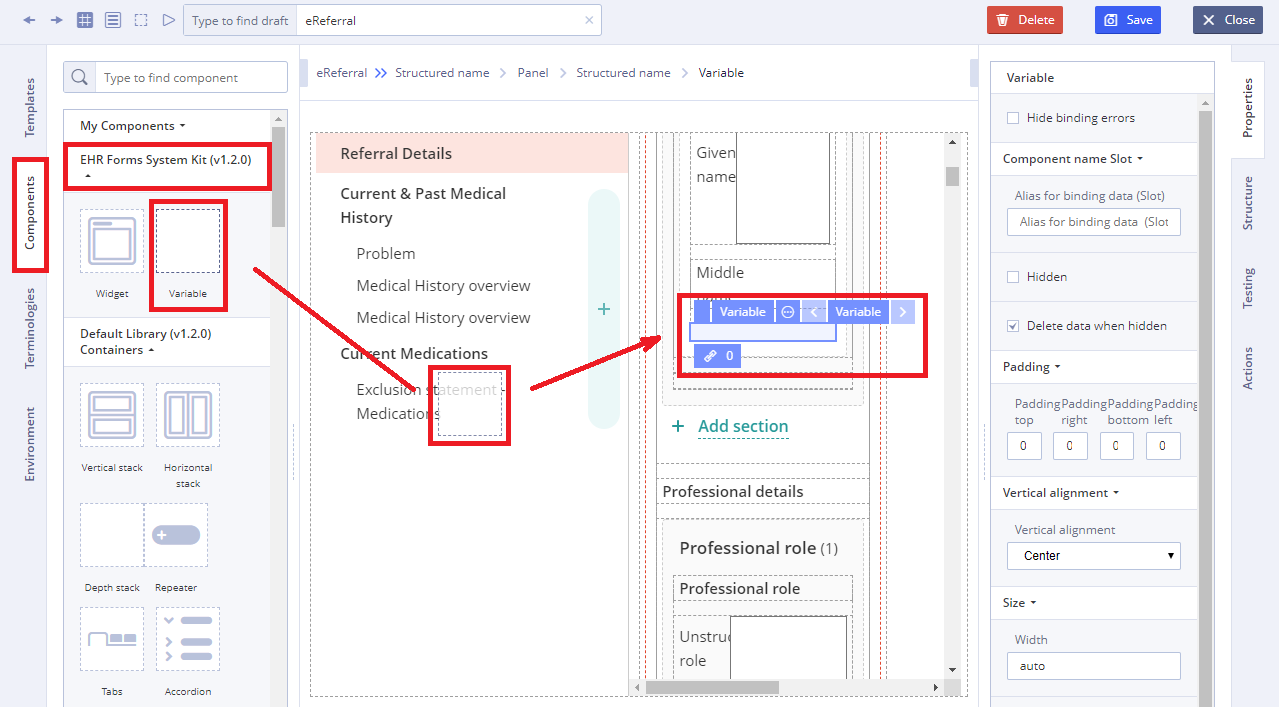 Type to find draft
eReferral
Delete
Save
Close
Templates
Components
Terminologies
Environment
Type to find component
My Components
EHR Forms System Kit (v1.2.0)
Widget
Variable
Default Library (v1.2.0)
Containers
Vertical stack
Horizontal
stack
Depth stack
Repeater
Tabs
Accordion
eReferral
Structured name
Panel
Structured name
Variable
Referral Details
Current & Past Medical
History
Problem
Medical History overview
Medical History overview
Current Medications
Exclusion statement -
Medications
+
Given
name
Middle
Variable
Variable
0
+ Add section
Professional details
Professional role (1)
Professional role
Unstruc
role
Variable
Hide binding errors
Component name Slot
Alias for binding data (Slot)
Alias for binding data (Slot
Hidden
Delete data when hidden
Padding
Padding
top
Padding
right
Padding
bottom
Padding
left
0
0
0
0
Vertical alignment
Vertical alignment
Center
Size
Width
auto
Properties
Structure
Testing
Actions